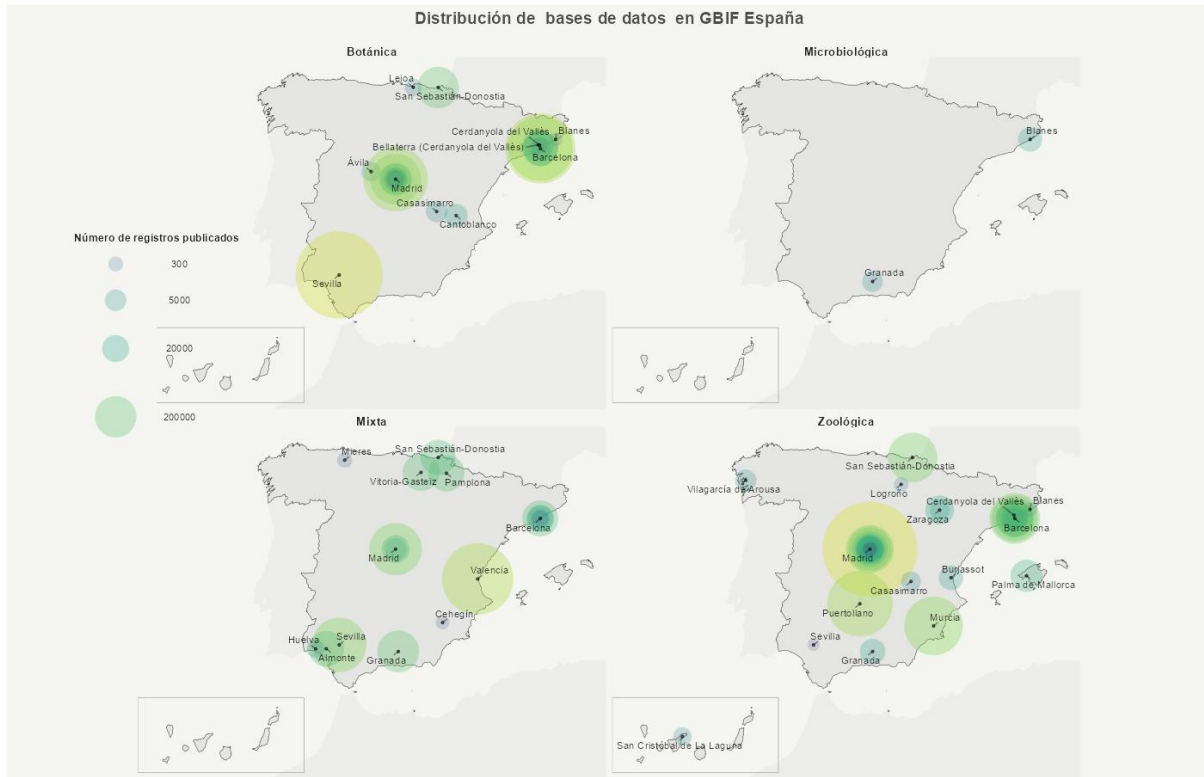 Distribución de bases de datos en GBIF España
Botánica
Leioa
San Sebastián-Donostia
Cerdanyola del Vallès
Blanes
Bellaterra (Cerdanyola del Vallès)
Barcelona
Ávila
Madrid
Casasimarro
Cantoblanco
Sevilla
Microbiológica
Blanes
Granada
Número de registros publicados
300
5000
20000
200000
Mixta
Mieres
San Sebastián-Donostia
Vitoria-Gasteiz
Pamplona
Barcelona
Madrid
Valencia
Cehegín
Huelva
Sevilla
Almonte
Granada
Zoológica
San Sebastián-Donostia
Vilagarcía de Arousa
Logroño
Cerdanyola del Vallès
Blanes
Zaragoza
Barcelona
Madrid
Burjassot
Casasimarro
Palma de Mallorca
Puertollano
Murcia
Sevilla
Granada
San Cristóbal de La Laguna